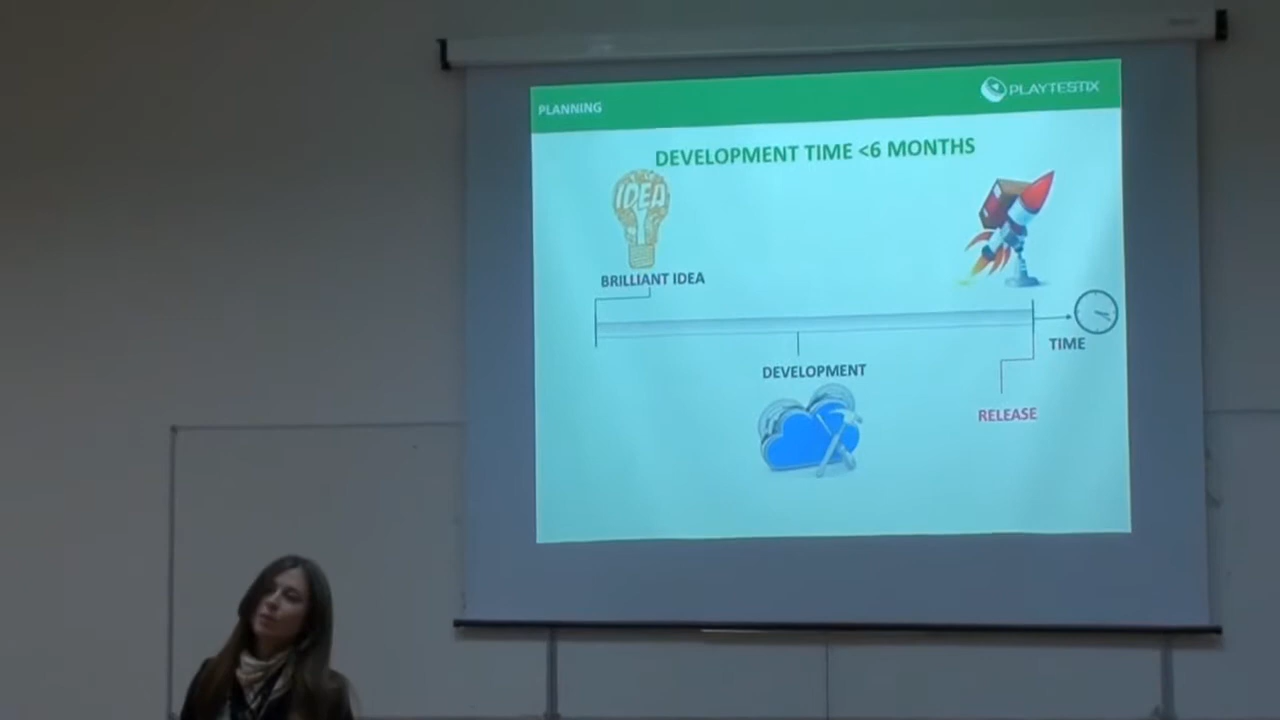 PLANNING
PLAYTESTIX
DEVELOPMENT TIME <6 MONTHS
IDEA
BRILLIANT IDEA
TIME
DEVELOPMENT
RELEASE